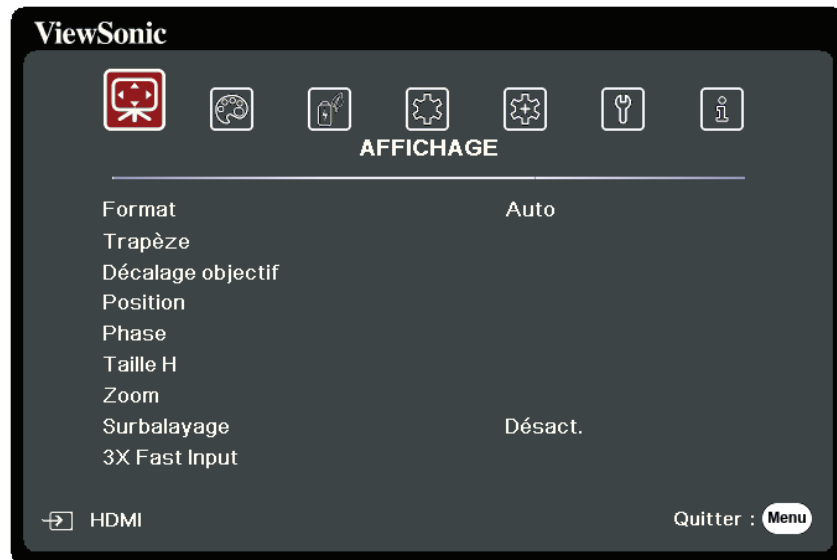 ViewSonic
AFFICHAGE
Format Auto
Trapèze
Décalage objectif
Position
Phase
Taille H
Zoom
Surbalayage Désact.
3X Fast Input
HDMI Quitter : Menu